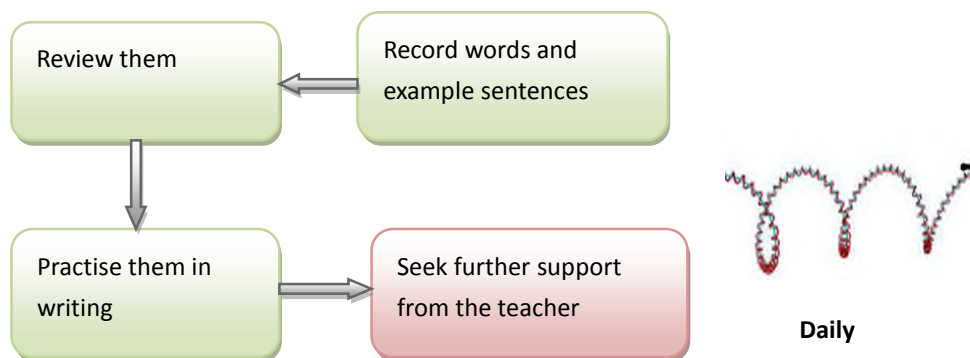 Review them
Record words and
example sentences
Practise them in
writing
Seek further support
from the teacher
Daily